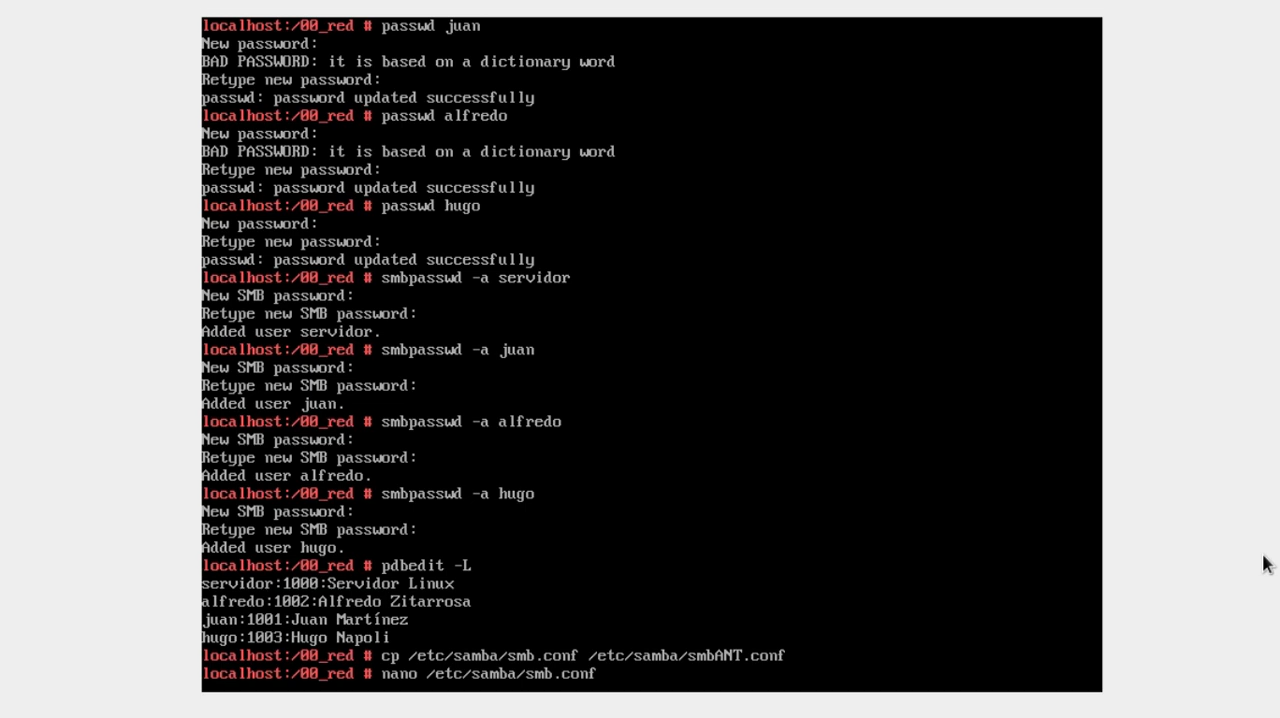 localhost:/00_red # passwd juan
New password:
BAD PASSWORD: it is based on a dictionary word
Retype new password:
passwd: password updated successfully
localhost:/00_red # passwd alfredo
New password:
BAD PASSWORD: it is based on a dictionary word
Retype new password:
passwd: password updated successfully
localhost:/00_red # passwd hugo
New password:
Retype new password:
passwd: password updated successfully
localhost:/00_red # smbpasswd -a servidor
New SMB password:
Retype new SMB password:
Added user servidor.
localhost:/00_red # smbpasswd -a juan
New SMB password:
Retype new SMB password:
Added user juan.
localhost:/00_red # smbpasswd -a alfredo
New SMB password:
Retype new SMB password:
Added user alfredo.
localhost:/00_red # smbpasswd -a hugo
New SMB password:
Retype new SMB password:
Added user hugo.
localhost:/00_red # pdbedit -L
servidor:1000:Servidor Linux
alfredo:1002:Alfredo Zitarrosa
juan:1001:Juan Martínez
hugo:1003:Hugo Napoli
localhost:/00_red # cp /etc/samba/smb.conf /etc/samba/smbANT.conf
localhost:/00_red # nano /etc/samba/smb.conf